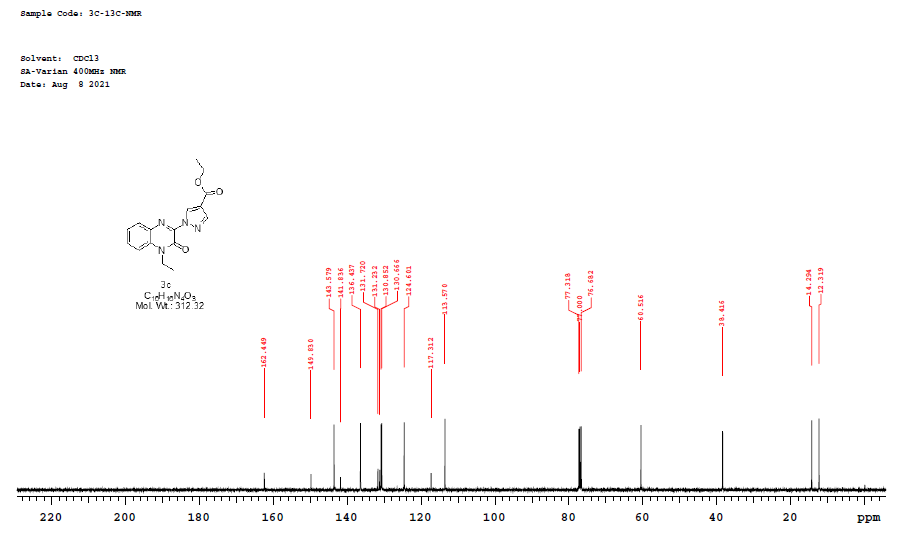 Sample Code: 3C-13C-NMR
Solvent: CDCl3
SA-Varian 400MHz NMR
Date: Aug 8 2021
O
O
N
N
N
N
O
3c
C16H16N4O3
Mol. Wt.: 312.32
162.449
149.830
143.579
141.836
136.437
131.720
131.232
130.852
130.666
124.601
117.312
113.570
77.318
77.000
76.682
60.516
38.416
14.294
12.319
220 200 180 160 140 120 100 80 60 40 20 ppm